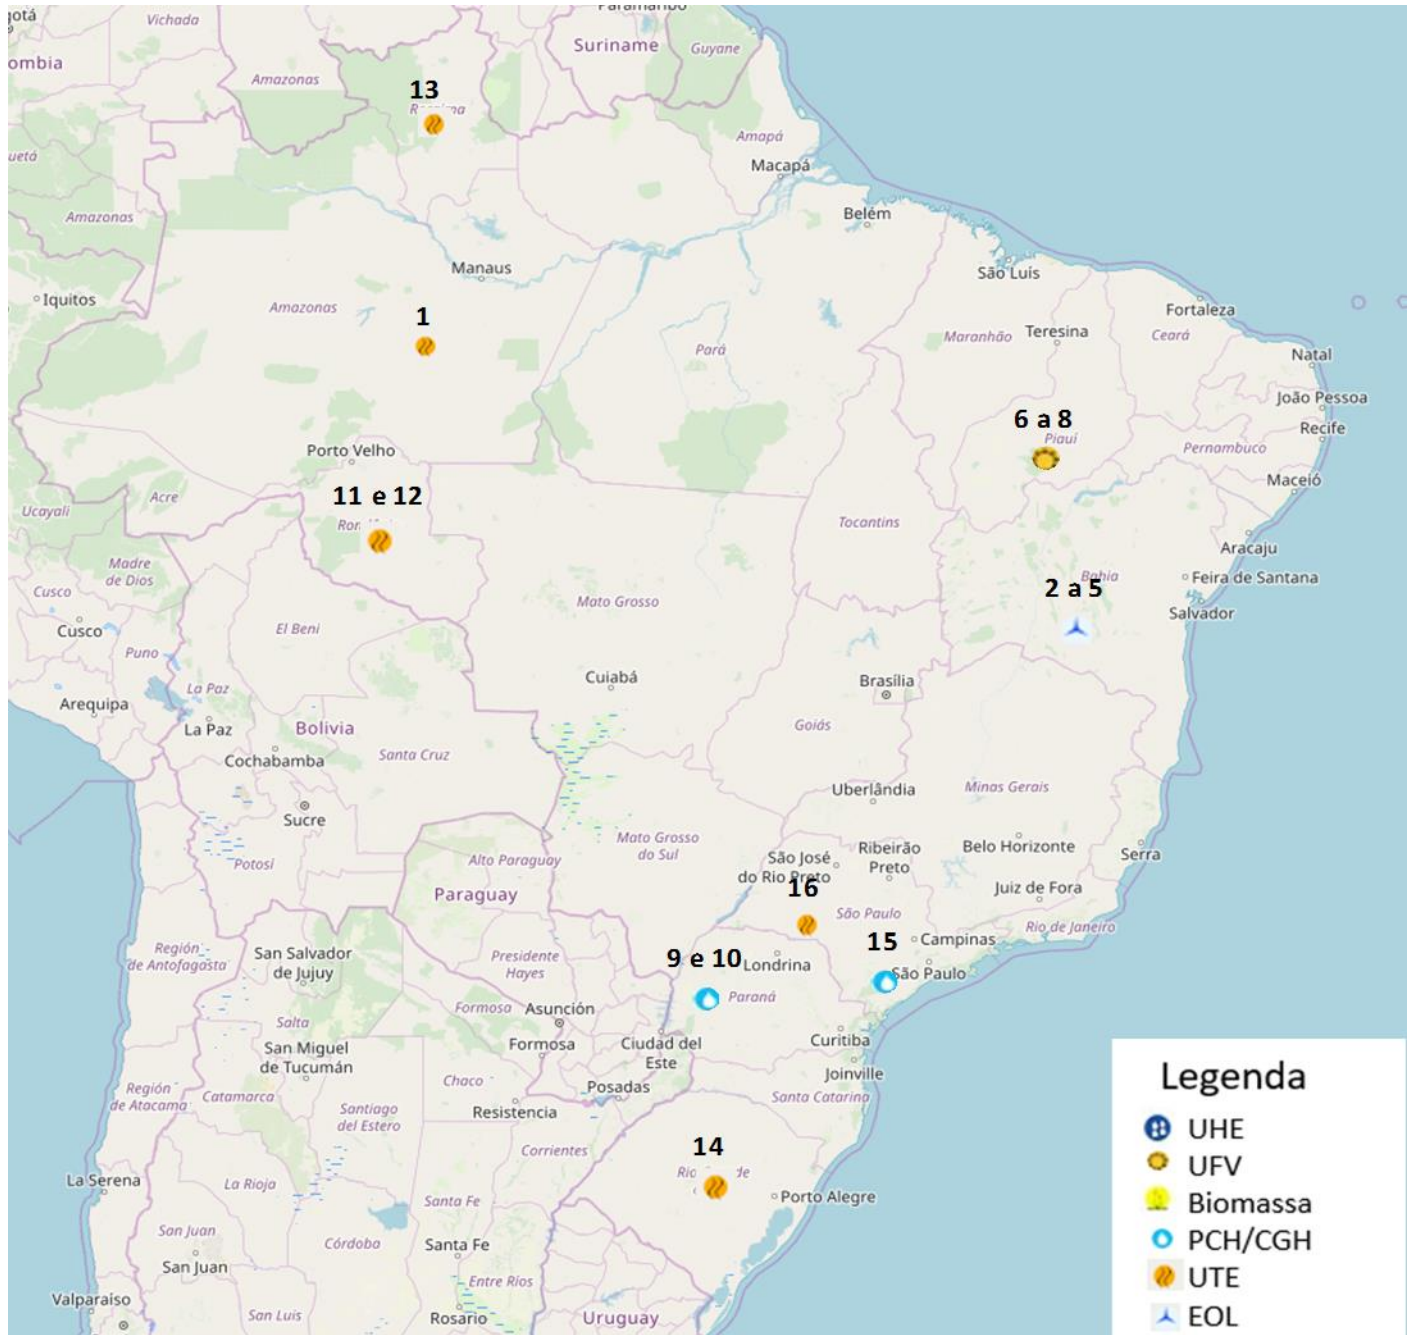 gotá
Vichada
Paramaribo
ombia
Suriname
Guyane
Amazonas
13
Amapá
Macapá
uetá
Amazonas
Belém
Manaus
São Luis
Iquitos
Amazonas
1
Fortaleza
Maranhão
Teresina
Ceará
Pará
Natal
João Pessoa
6 a 8
Piauí
Recife
Porto Velho
Pernambuco
Maceió
11 e 12
Acre
Ucayali
Tocantins
Aracaju
Madre
de Dios
Bahia
Feira de Santana
2 a 5
Cusco
Mato Grosso
Salvador
Cusco
El Beni
Puno
Cuiabá
Brasília
La Paz
Arequipa
La Paz
Bolivia
Goiás
Cochabamba
Santa Cruz
Uberlândia
Minas Gerais
Sucre
Mato Grosso
do Sul
Ribeirão
Preto
Belo Horizonte
Serra
Potosí
Alto Paraguay
São José
do Rio Preto
Paraguay
16
Juiz de Fora
São Paulo
Rio de Janeiro
Región
de Antofagasta
San Salvador
de Jujuy
Presidente
Hayes
15
Campinas
9 e 10
Londrina
São Paulo
Paraná
Salta
Formosa
Asunción
San Miguel
de Tucumán
Formosa
Ciudad del
Este
Curitiba
Joinville
Región
de Atacama
Catamarca
Chaco
Posadas
Santa Catarina
Santiago
del Estero
Resistencia
Corrientes
14
La Serena
La Rioja
Porto Alegre
Santa Fe
San Juan
Córdoba
Santa Fe
San Juan
Entre Ríos
Valparaíso
San Luis
Rosario
Uruguay
Legenda
UHE
UFV
Biomassa
PCH/CGH
UTE
EOL